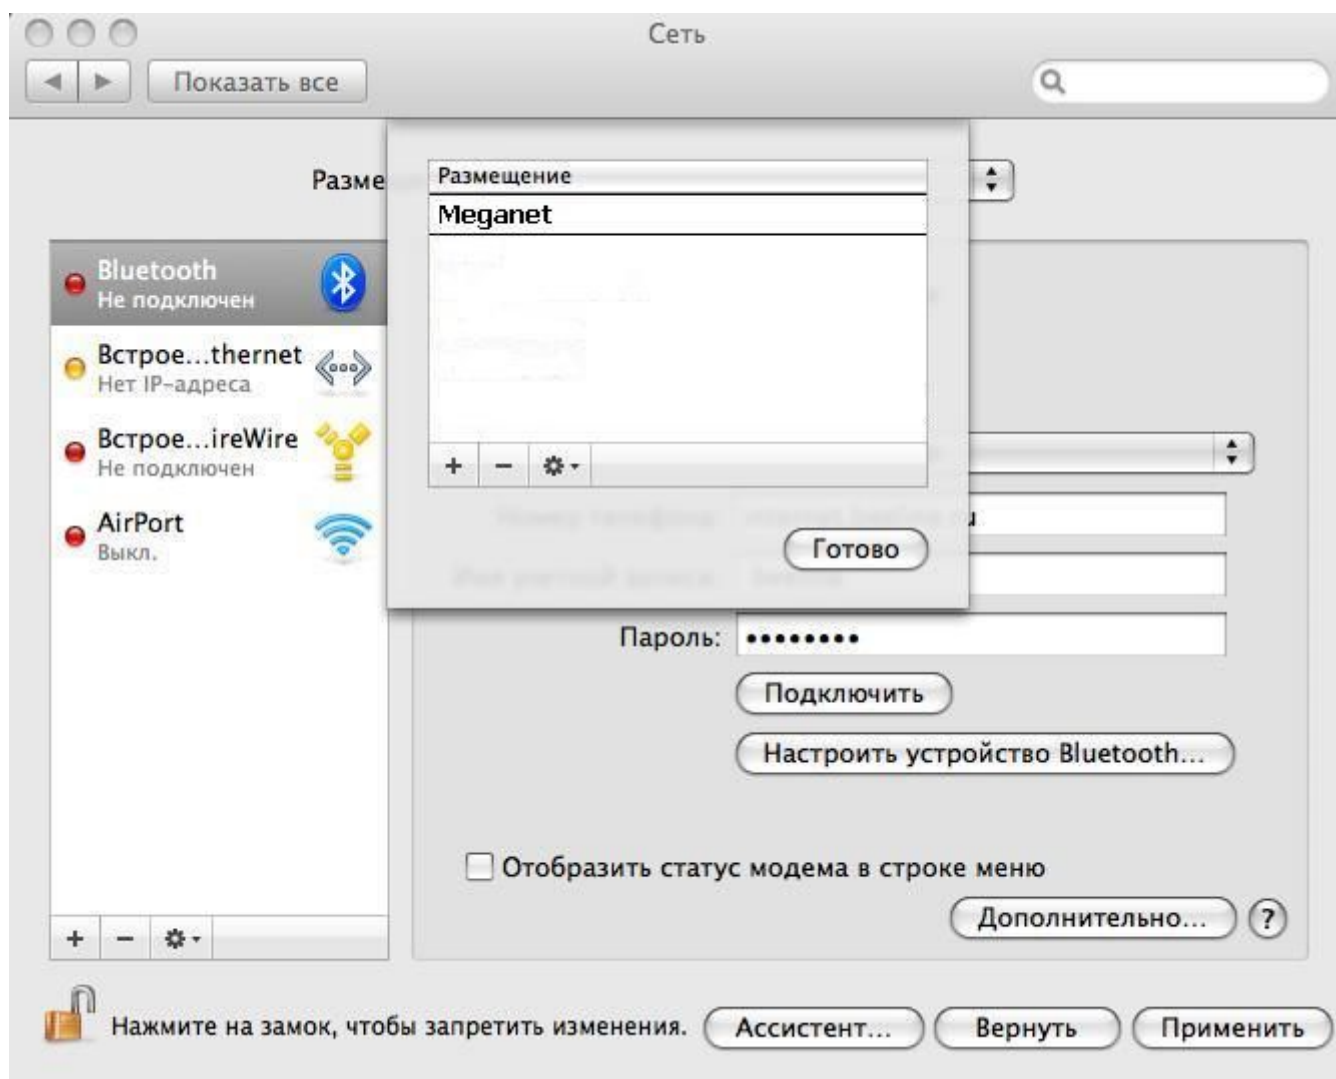 Сеть
Показать все
Разме
Размещение
Meganet
Bluetooth
Не подключен
Встрое...thernet
Нет IP-адреса
Встрое...ireWire
Не подключен
AirPort
Выкл.
Готово
Пароль: ••••••••
Подключить
Настроить устройство Bluetooth...
Отобразить статус модема в строке меню
Дополнительно... ?
Нажмите на замок, чтобы запретить изменения. Ассистент... Вернуть Применить